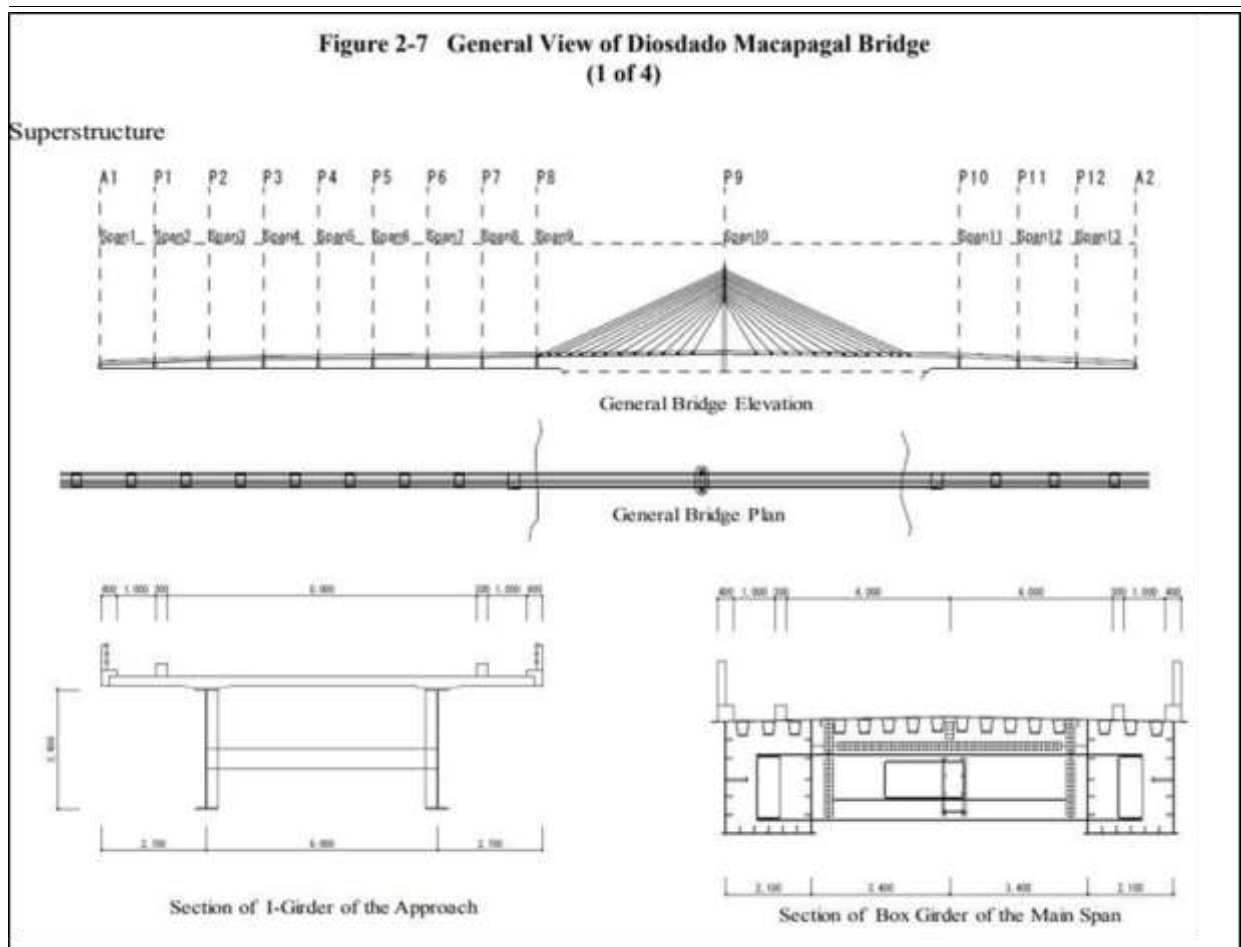 Figure 2-7 General View of Diosdado Macapagal Bridge
(1 of 4)
Superstructure
A1 P1 P2 P3 P4 P5 P6 P7 P8 P9 P10 P11 P12 A2
Span1 Span2 Span3 Span4 Span5 Span6 Span7 Span8 Span9 Span10 Span11 Span12 Span13
General Bridge Elevation
General Bridge Plan
400 1.000 200 200 1.000 400
400 1.000 200 6.000 6.000 200 1.000 400
2.700 6.000 2.700
2.100 3.400 3.400 2.100
Section of I-Girder of the Approach
Section of Box Girder of the Main Span